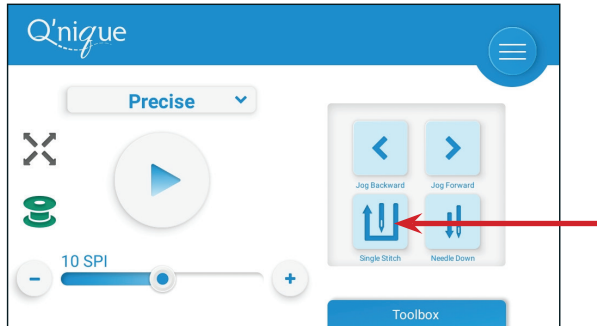 Q'nique
Precise
Jog Backward
Jog Forward
Single Stitch
Needle Down
10 SPI
Toolbox